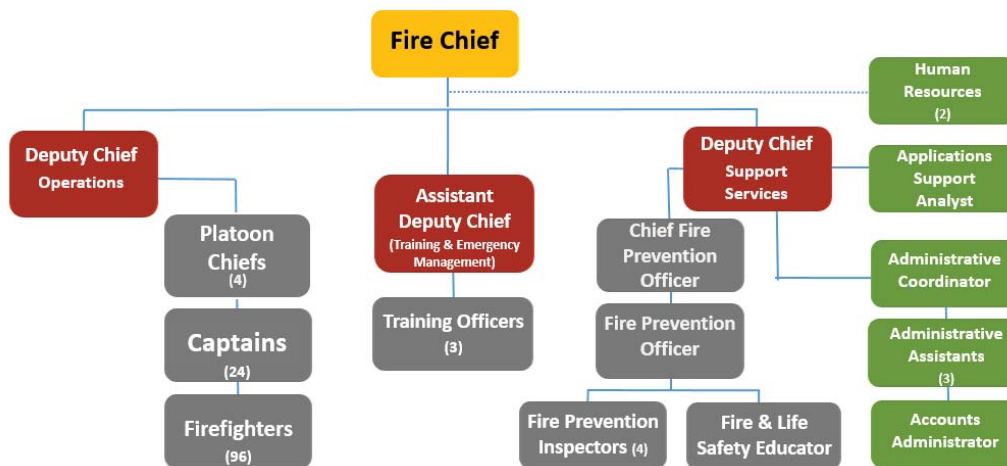 Fire Chief
Human
Resources
(2)
Deputy Chief
Operations
Deputy Chief
Support
Services
Applications
Support
Analyst
Assistant
Deputy Chief
(Training & Emergency
Management)
Platoon
Chiefs
(4)
Chief Fire
Prevention
Officer
Administrative
Coordinator
Training Officers
(3)
Captains
(24)
Fire Prevention
Officer
Administrative
Assistants
(3)
Firefighters
(96)
Fire Prevention
Inspectors (4)
Fire & Life
Safety Educator
Accounts
Administrator